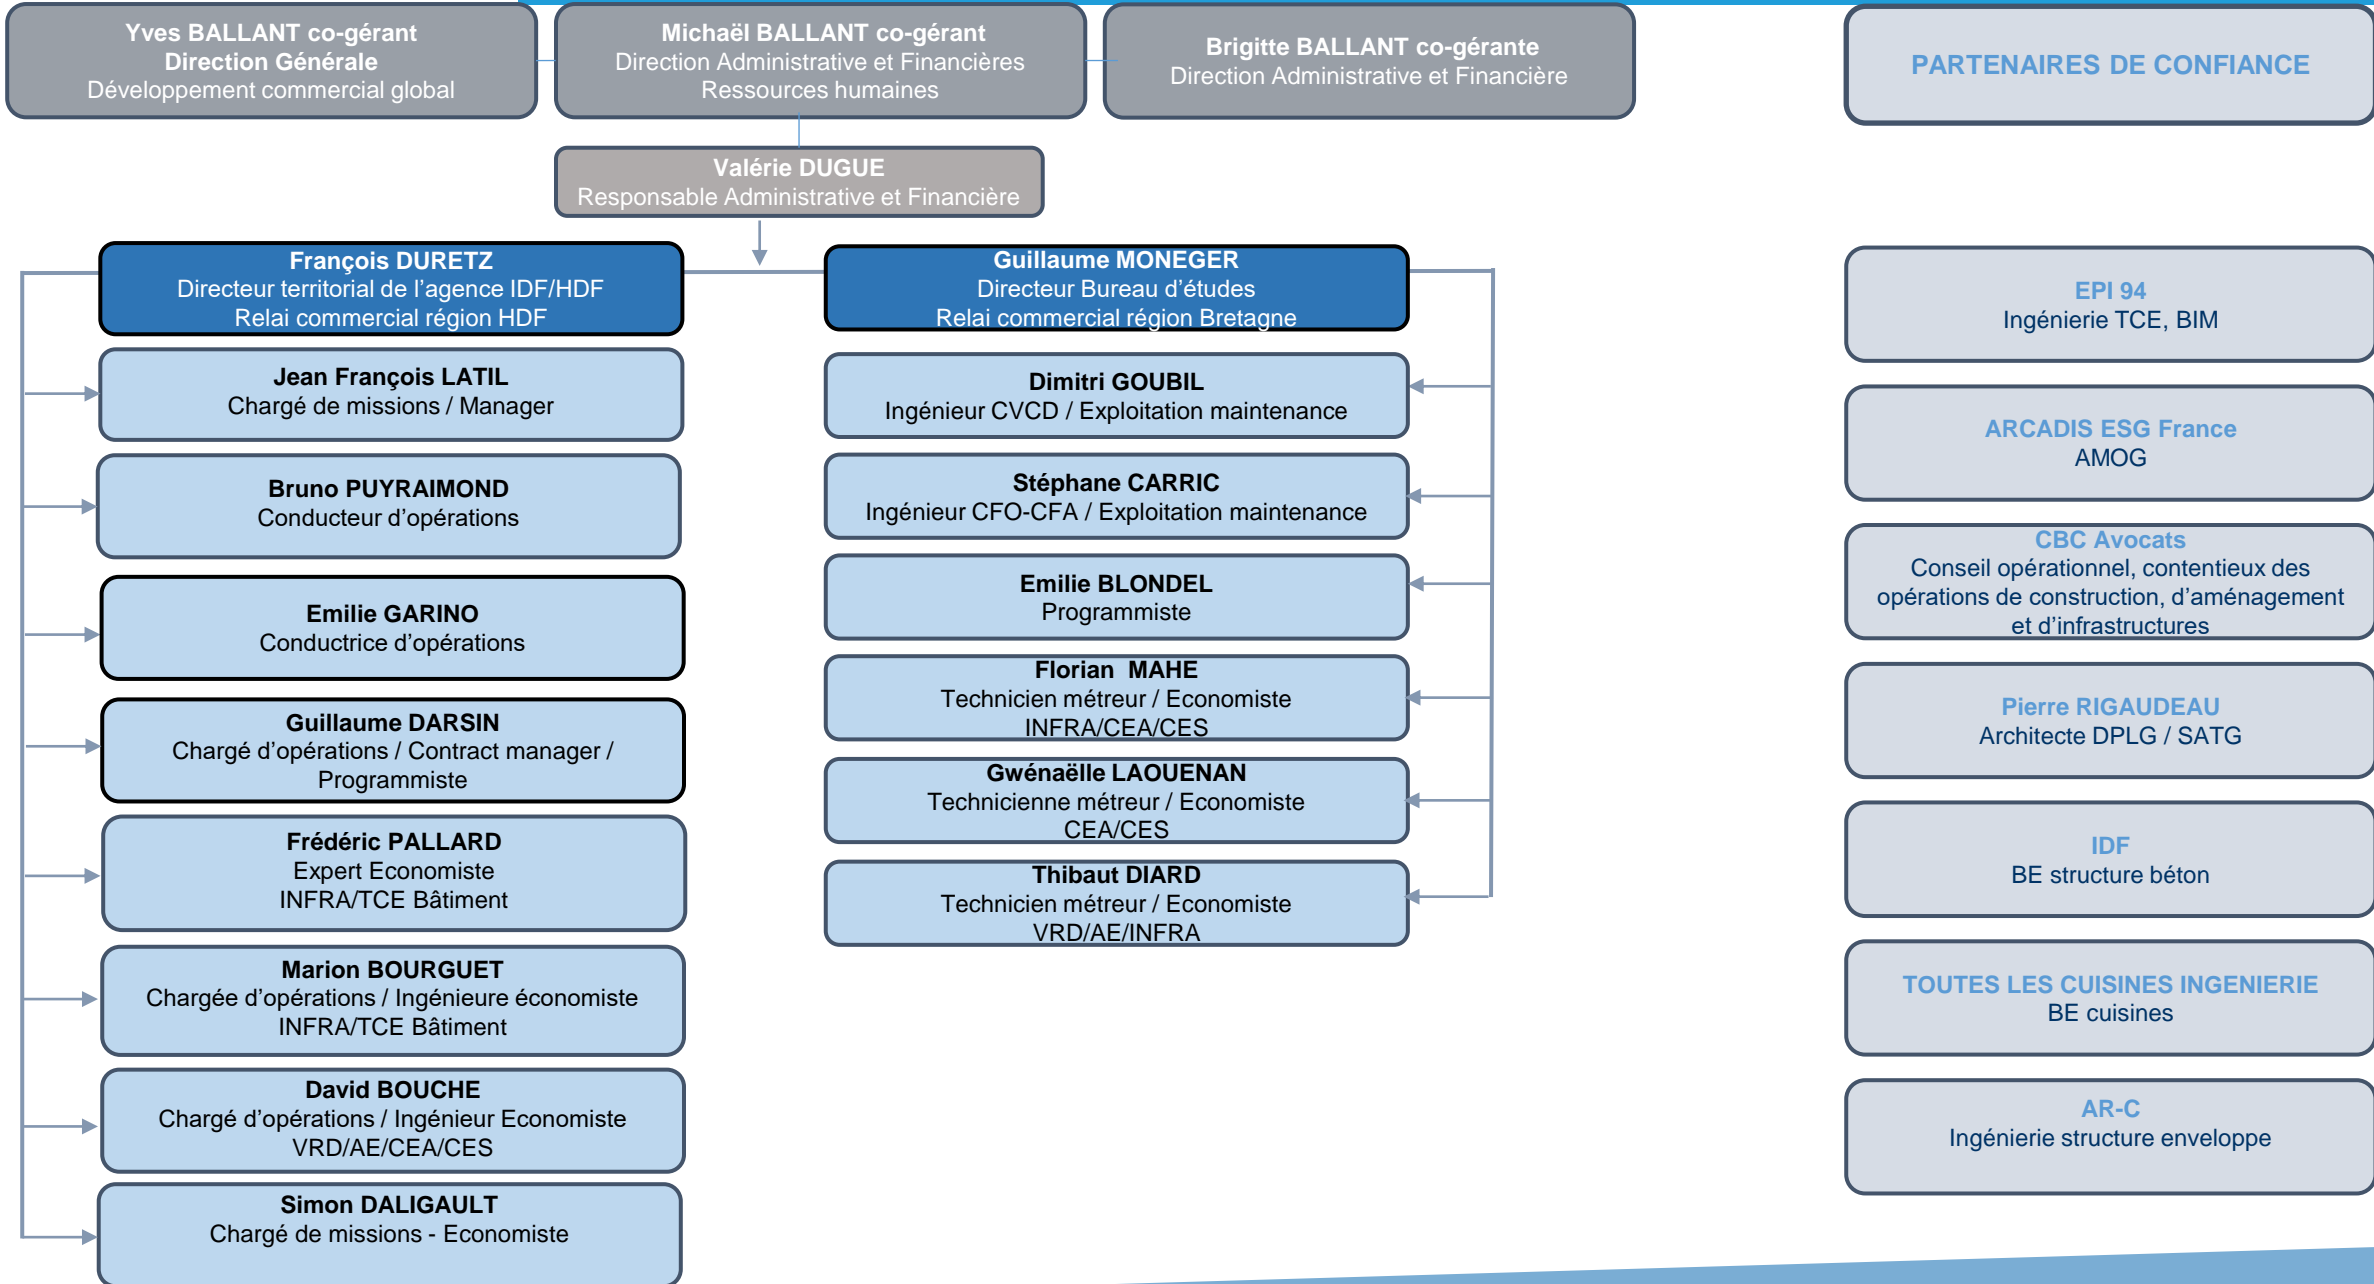 Yves BALLANT co-gérant
Direction Générale
Développement commercial global
Michaël BALLANT co-gérant
Direction Administrative et Financières
Ressources humaines
Brigitte BALLANT co-gérante
Direction Administrative et Financière
PARTENAIRES DE CONFIANCE
Valérie DUGUE
Responsable Administrative et Financière
François DURETZ
Directeur territorial de l'agence IDF/HDF
Relai commercial région HDF
Jean François LATIL
Chargé de missions / Manager
Bruno PUYRAIMOND
Conducteur d'opérations
Emilie GARINO
Conductrice d'opérations
Guillaume DARSIN
Chargé d'opérations / Contract manager /
Programmiste
Frédéric PALLARD
Expert Economiste
INFRA/TCE Bâtiment
Marion BOURGUET
Chargée d'opérations / Ingénieure économiste
INFRA/TCE Bâtiment
David BOUCHE
Chargé d'opérations / Ingénieur Economiste
VRD/AE/CEA/CES
Simon DALIGAULT
Chargé de missions - Economiste
Guillaume MONEGER
Directeur Bureau d'études
Relai commercial région Bretagne
Dimitri GOUBIL
Ingénieur CVCD / Exploitation maintenance
Stéphane CARRIC
Ingénieur CFO-CFA / Exploitation maintenance
Emilie BLONDEL
Programmiste
Florian MAHE
Technicien métreur / Economiste
INFRA/CEA/CES
Gwénaëlle LAOUENAN
Technicienne métreur / Economiste
CEA/CES
Thibaut DIARD
Technicien métreur / Economiste
VRD/AE/INFRA
EPI 94
Ingénierie TCE, BIM
ARCADIS ESG France
AMOG
CBC Avocats
Conseil opérationnel, contentieux des
opérations de construction, d'aménagement
et d'infrastructures
Pierre RIGAUDEAU
Architecte DPLG / SATG
IDF
BE structure béton
TOUTES LES CUISINES INGENIERIE
BE cuisines
AR-C
Ingénierie structure enveloppe